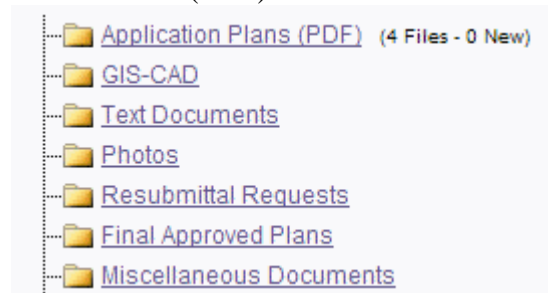 Application Plans (PDF) (4 Files - 0 New)
GIS-CAD
Text Documents
Photos
Resubmittal Requests
Final Approved Plans
Miscellaneous Documents